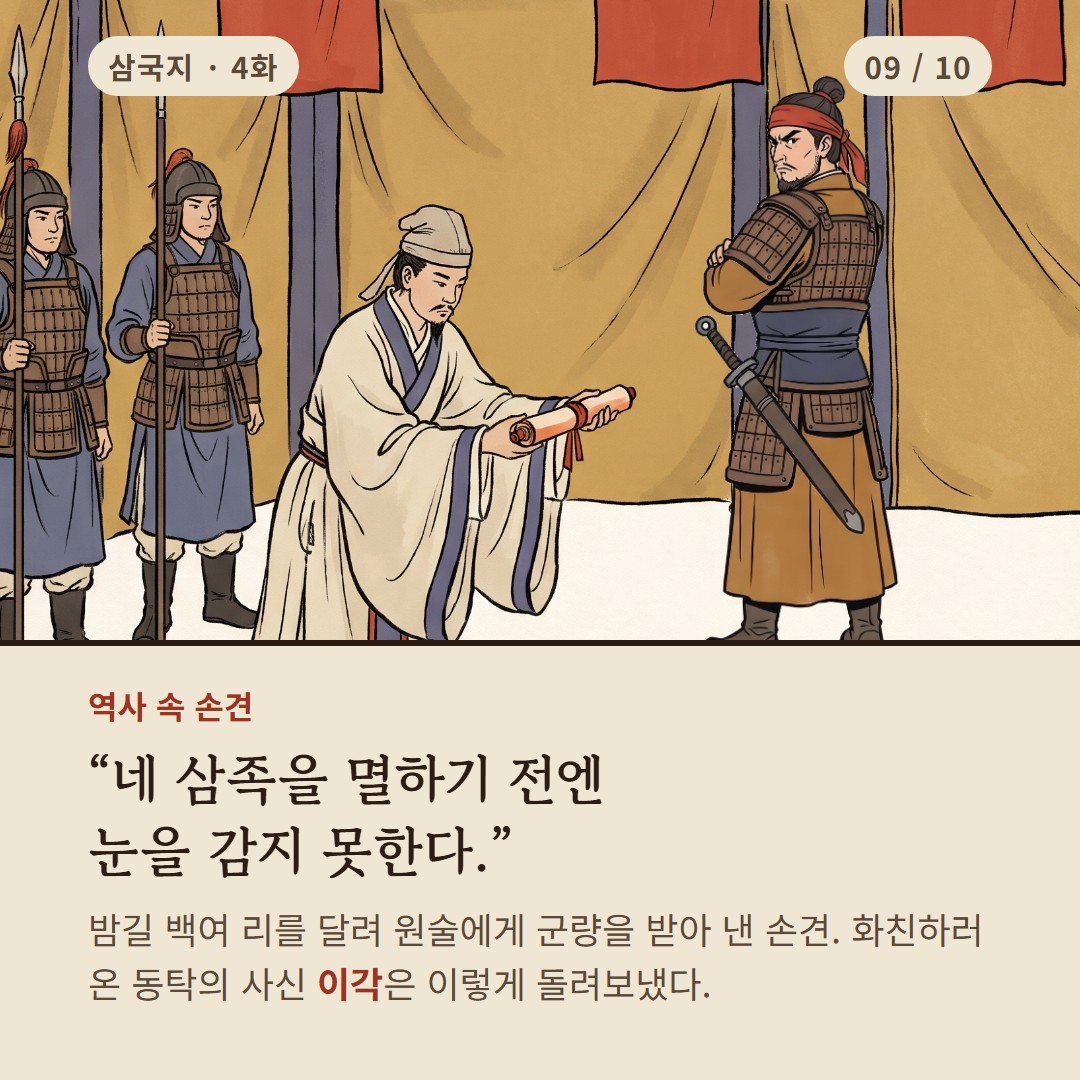 삼국지 · 4화
09 / 10
역사 속 손견
“네 삼족을 멸하기 전엔
눈을 감지 못한다.”
밤길 백여 리를 달려 원술에게 군량을 받아 낸 손견. 화친하러
온 동탁의 사신 이각은 이렇게 돌려보냈다.